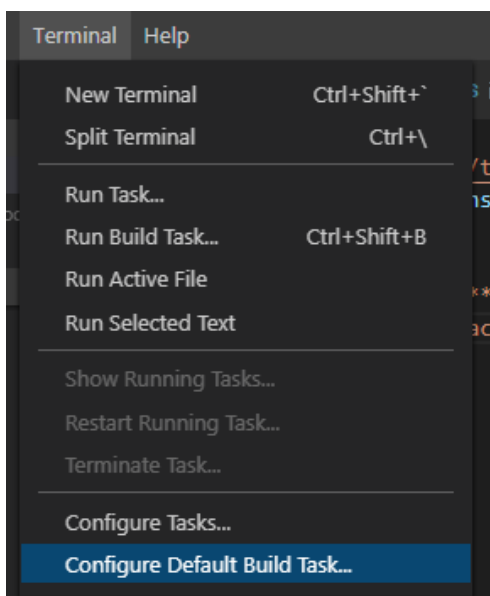 Terminal Help
New Terminal Ctrl+Shift+`
Split Terminal Ctrl+\
Run Task...
Run Build Task... Ctrl+Shift+B
Run Active File
Run Selected Text
Show Running Tasks...
Restart Running Task...
Terminate Task...
Configure Tasks...
Configure Default Build Task...